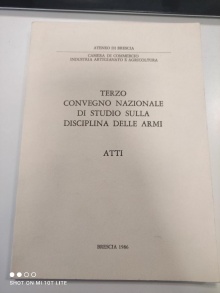 ATENEO DI BRESCIA
CAMERA DI COMMERCIO
INDUSTRIA ARTIGIANATO E AGRICOLTURA
TERZO
CONVEGNO NAZIONALE
DI STUDIO SULLA
DISCIPLINA DELLE ARMI
ATTI
BRESCIA 1986
SHOT ON MI 10T LITE